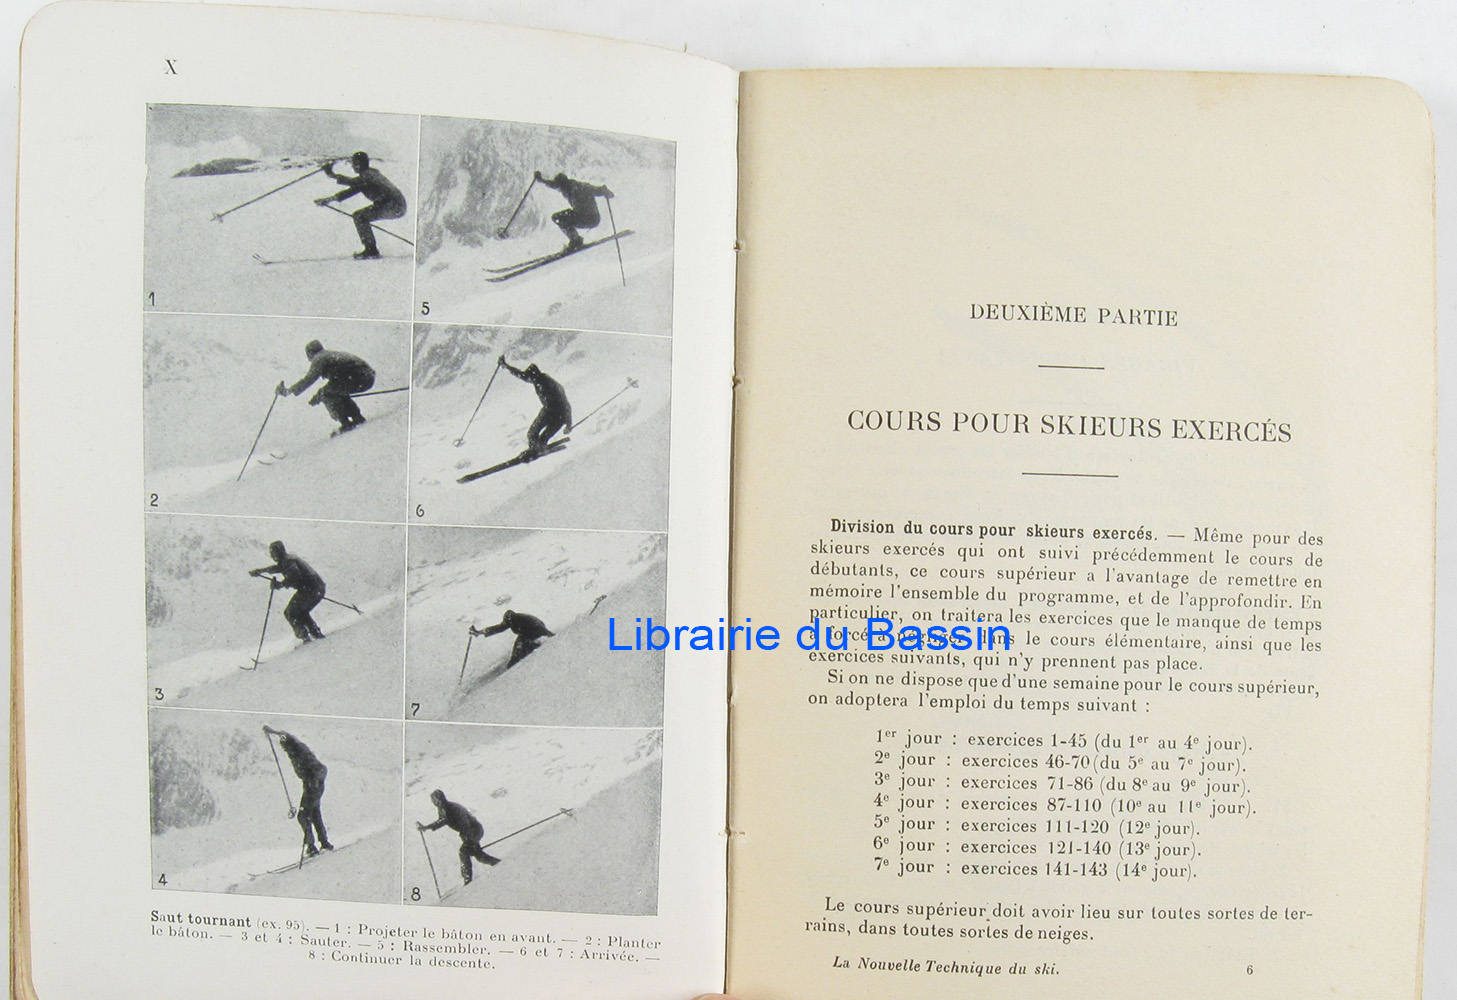 X
1
5
2
6
3
7
4
8
Saut tournant (ex. 95). — 1 : Projeter le bâton en avant. — 2 : Planter
le bâton. — 3 et 4 : Sauter. — 5 : Rassembler. — 6 et 7 : Arrivée. —
8 : Continuer la descente.
DEUXIÈME PARTIE
COURS POUR SKIEURS EXERCÉS
Division du cours pour skieurs exercés. — Même pour des
skieurs exercés qui ont suivi précédemment le cours de
débutants, ce cours supérieur a l'avantage de remettre en
mémoire l'ensemble du programme, et de l'approfondir. En
particulier, on traitera les exercices que le manque de temps
a forcé à négliger dans le cours élémentaire, ainsi que les
exercices suivants, qui n'y prennent pas place.
Si on ne dispose que d'une semaine pour le cours supérieur,
on adoptera l'emploi du temps suivant :
1er jour : exercices 1-45 (du 1er au 4e jour).
2e jour : exercices 46-70 (du 5e au 7e jour).
3e jour : exercices 71-86 (du 8e au 9e jour).
4e jour : exercices 87-110 (10e au 11e jour).
5e jour : exercices 111-120 (12e jour).
6e jour : exercices 121-140 (13e jour).
7e jour : exercices 141-143 (14e jour).
Le cours supérieur doit avoir lieu sur toutes sortes de ter-
rains, dans toutes sortes de neiges.
La Nouvelle Technique du ski. 6
Librairie du Bassin